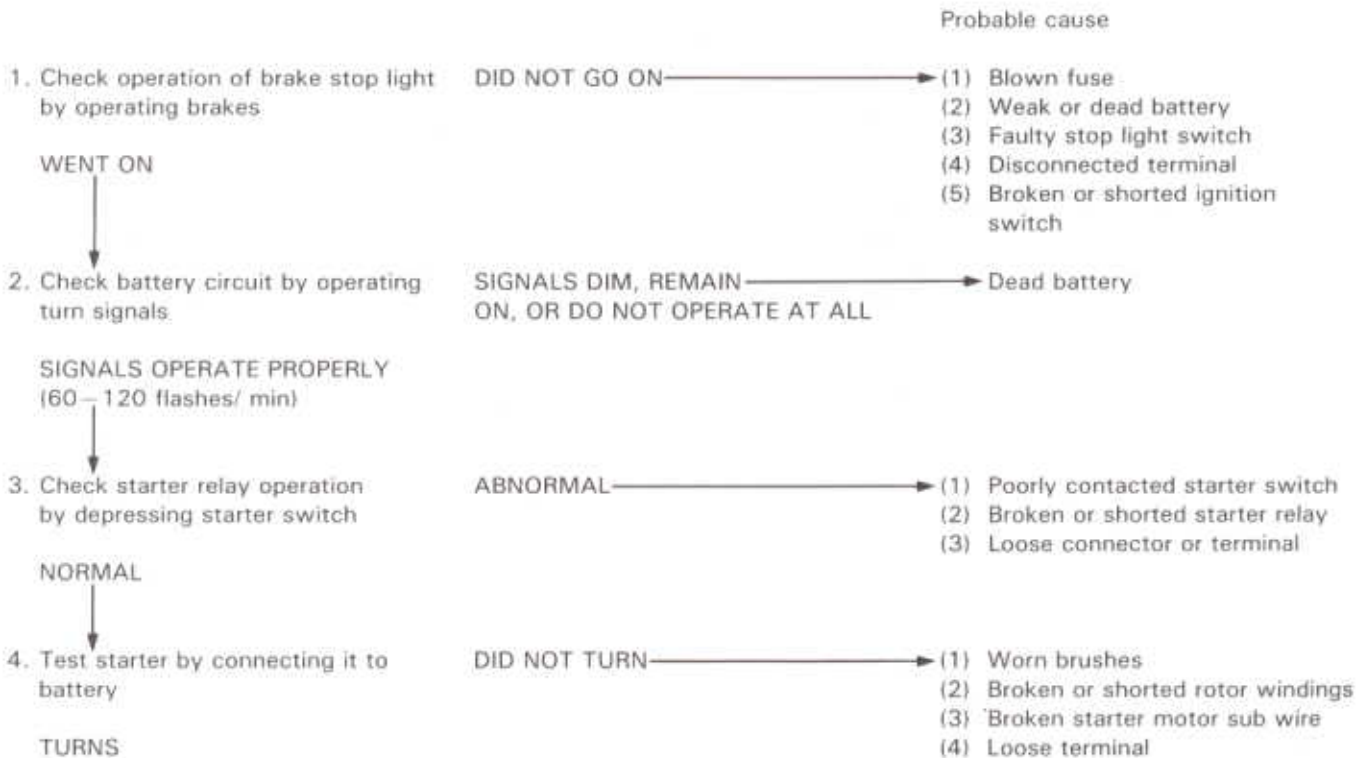 Probable cause
1. Check operation of brake stop light
by operating brakes
DID NOT GO ON
(1) Blown fuse
(2) Weak or dead battery
(3) Faulty stop light switch
(4) Disconnected terminal
(5) Broken or shorted ignition
switch
WENT ON
2. Check battery circuit by operating
turn signals
SIGNALS DIM, REMAIN
ON, OR DO NOT OPERATE AT ALL
Dead battery
SIGNALS OPERATE PROPERLY
(60–120 flashes/ min)
3. Check starter relay operation
by depressing starter switch
ABNORMAL
(1) Poorly contacted starter switch
(2) Broken or shorted starter relay
(3) Loose connector or terminal
NORMAL
4. Test starter by connecting it to
battery
DID NOT TURN
(1) Worn brushes
(2) Broken or shorted rotor windings
(3) Broken starter motor sub wire
(4) Loose terminal
TURNS